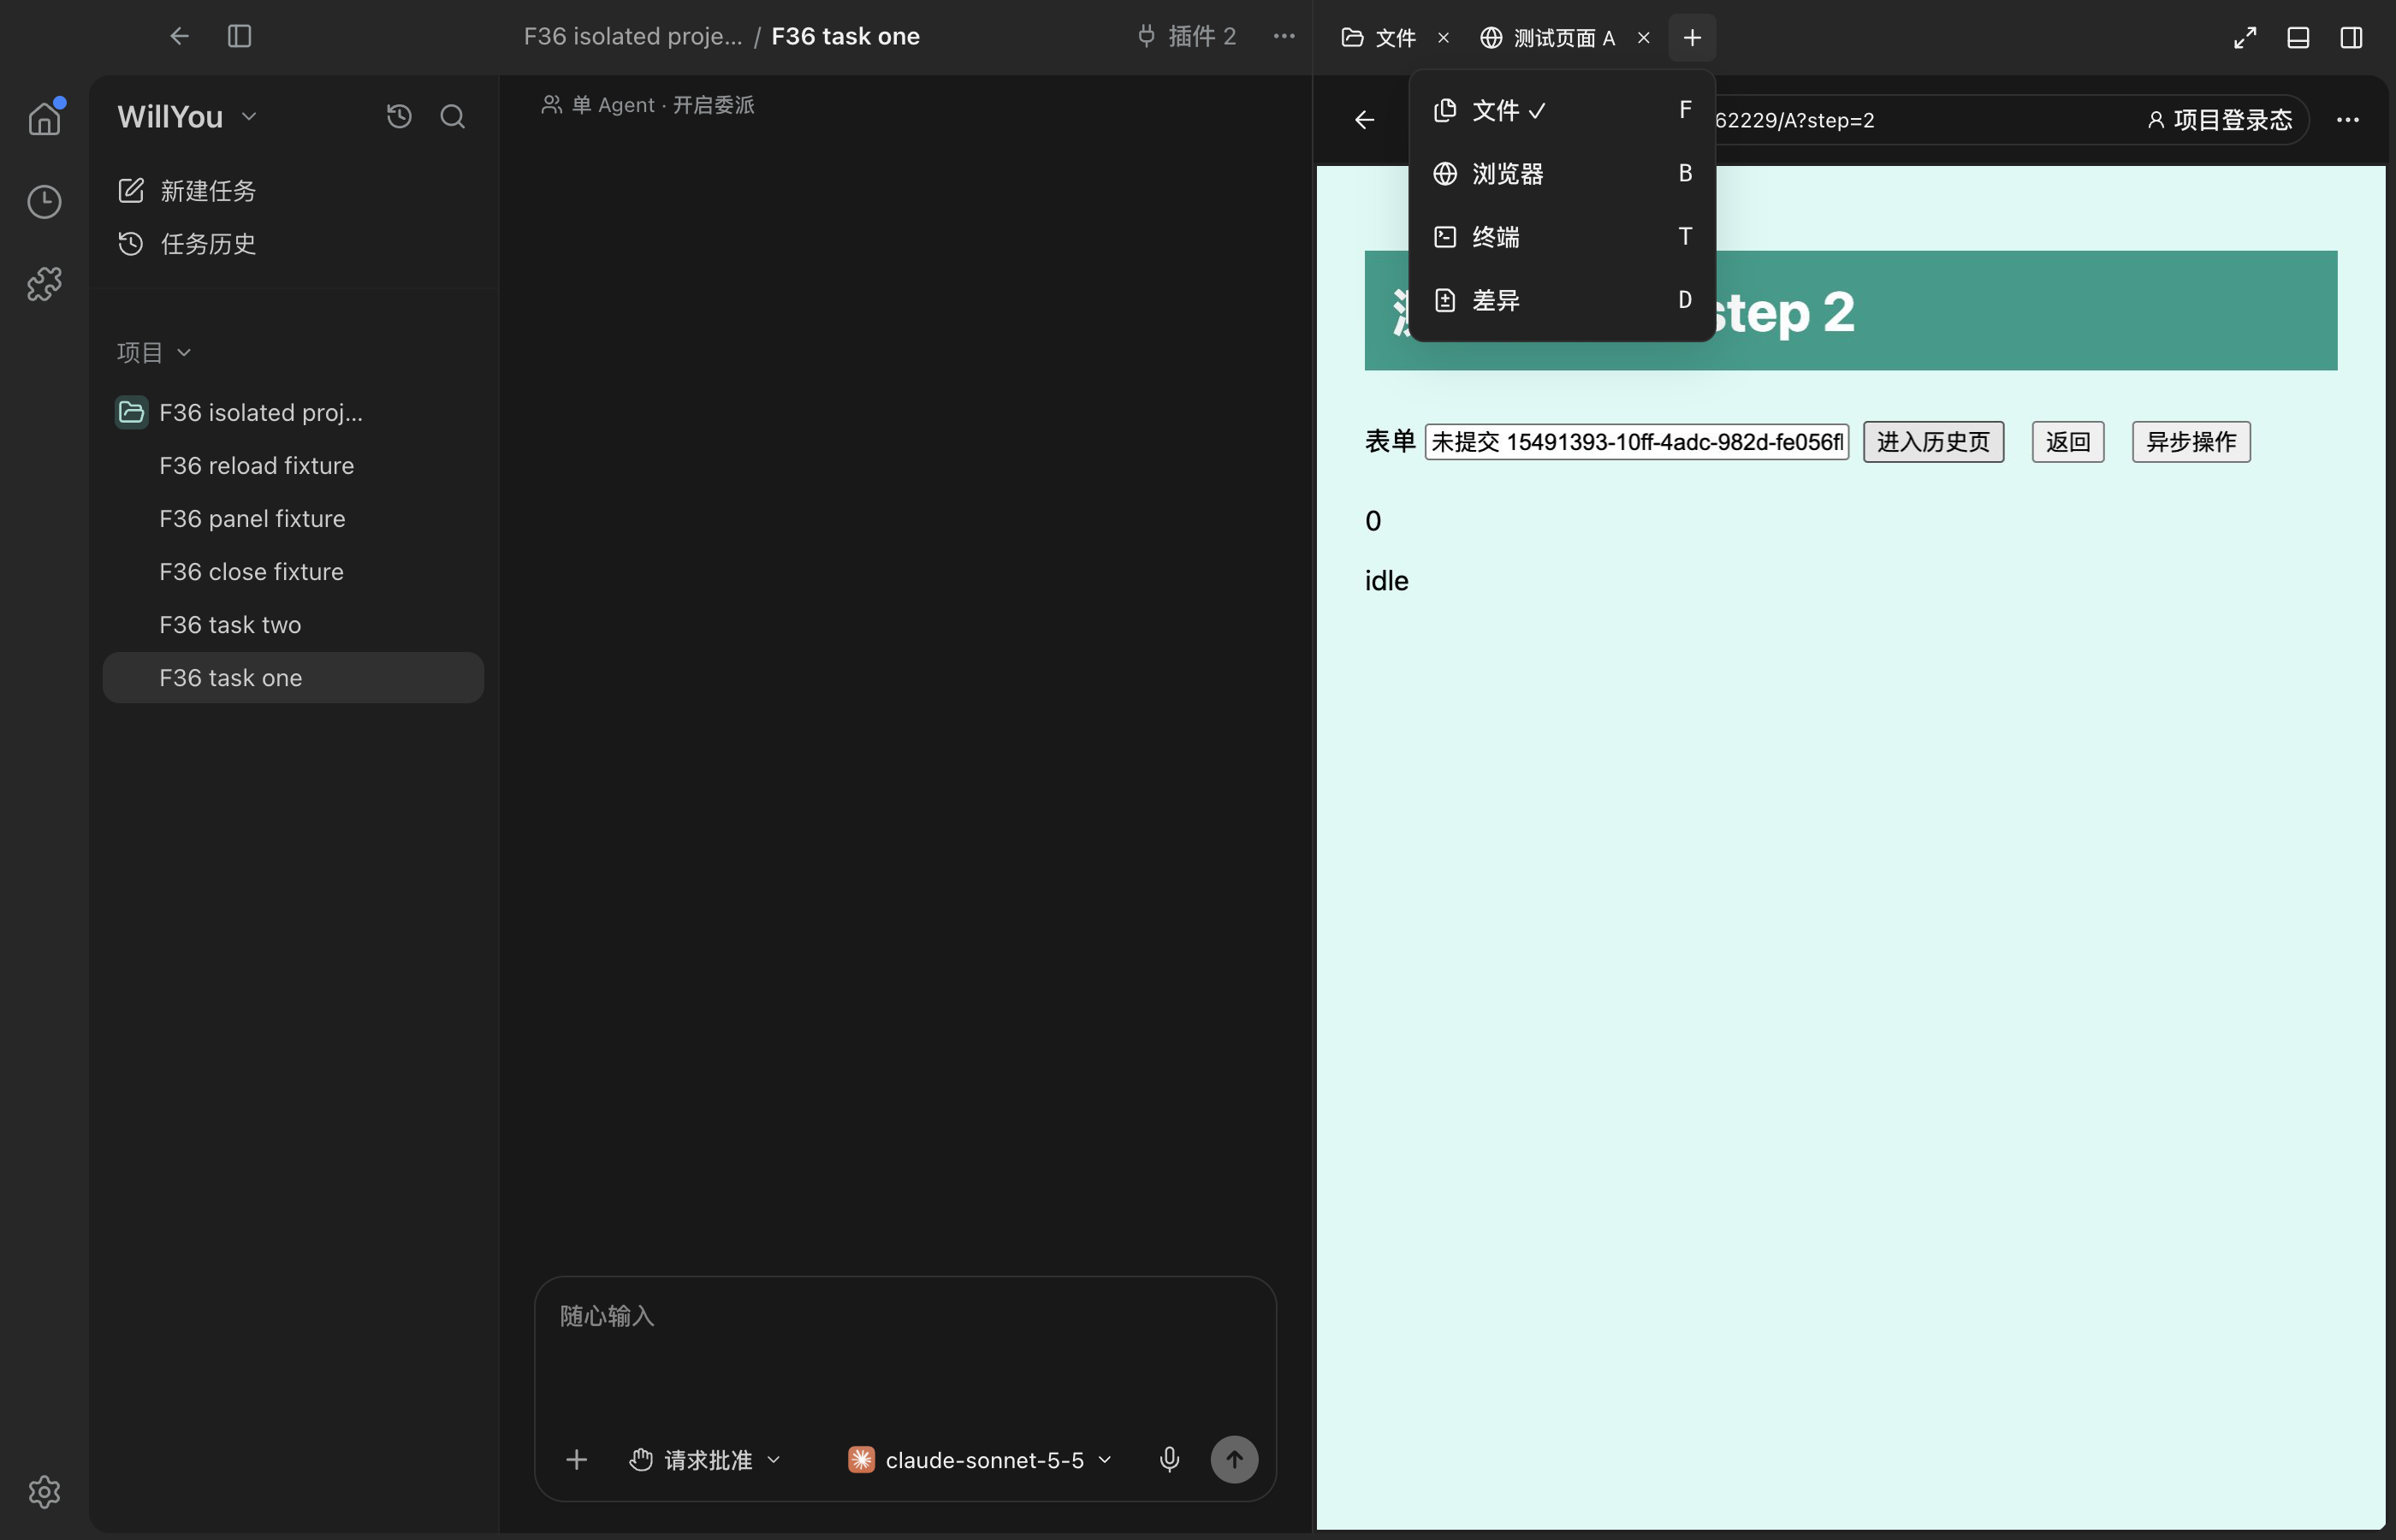 F36 isolated proje... / F36 task one
插件 2
文件
测试页面 A
WillYou
新建任务
任务历史
项目
F36 isolated proj...
F36 reload fixture
F36 panel fixture
F36 close fixture
F36 task two
F36 task one
单 Agent · 开启委派
随心输入
请求批准
claude-sonnet-5-5
62229/A?step=2
项目登录态
文件 F
浏览器 B
终端 T
差异 D
step 2
表单 未提交 15491393-10ff-4adc-982d-fe056f 进入历史页 返回 异步操作
0
idle